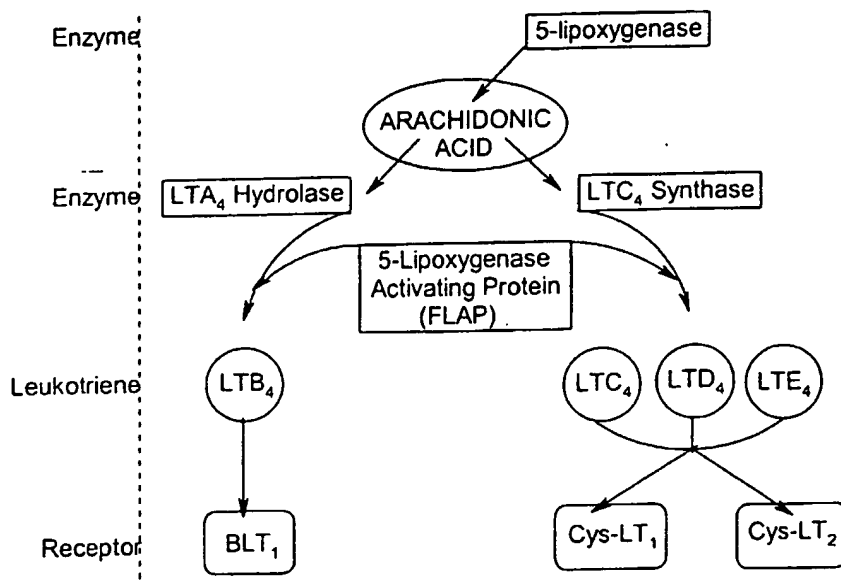 Enzyme
5-lipoxygenase
ARACHIDONIC
ACID
Enzyme
LTA₄ Hydrolase
LTC₄ Synthase
5-Lipoxygenase
Activating Protein
(FLAP)
Leukotriene
LTB₄
LTC₄
LTD₄
LTE₄
Receptor
BLT₁
Cys-LT₁
Cys-LT₂